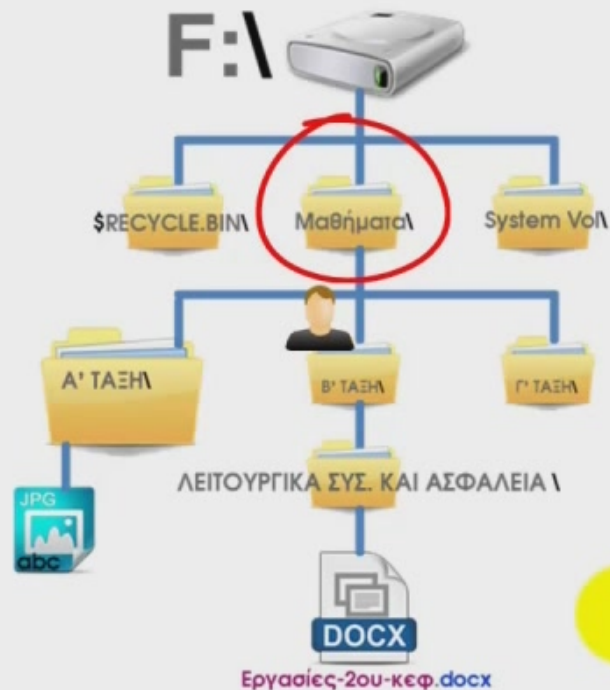 F:\
$RECYCLE.BIN\
Μαθήματα\
System Vol\
Α' ΤΑΞΗ\
Β' ΤΑΞΗ\
Γ' ΤΑΞΗ\
ΛΕΙΤΟΥΡΓΙΚΑ ΣΥΣ. ΚΑΙ ΑΣΦΑΛΕΙΑ \
JPG
abc
DOCX
Εργασίες-2ου-κεφ.docx